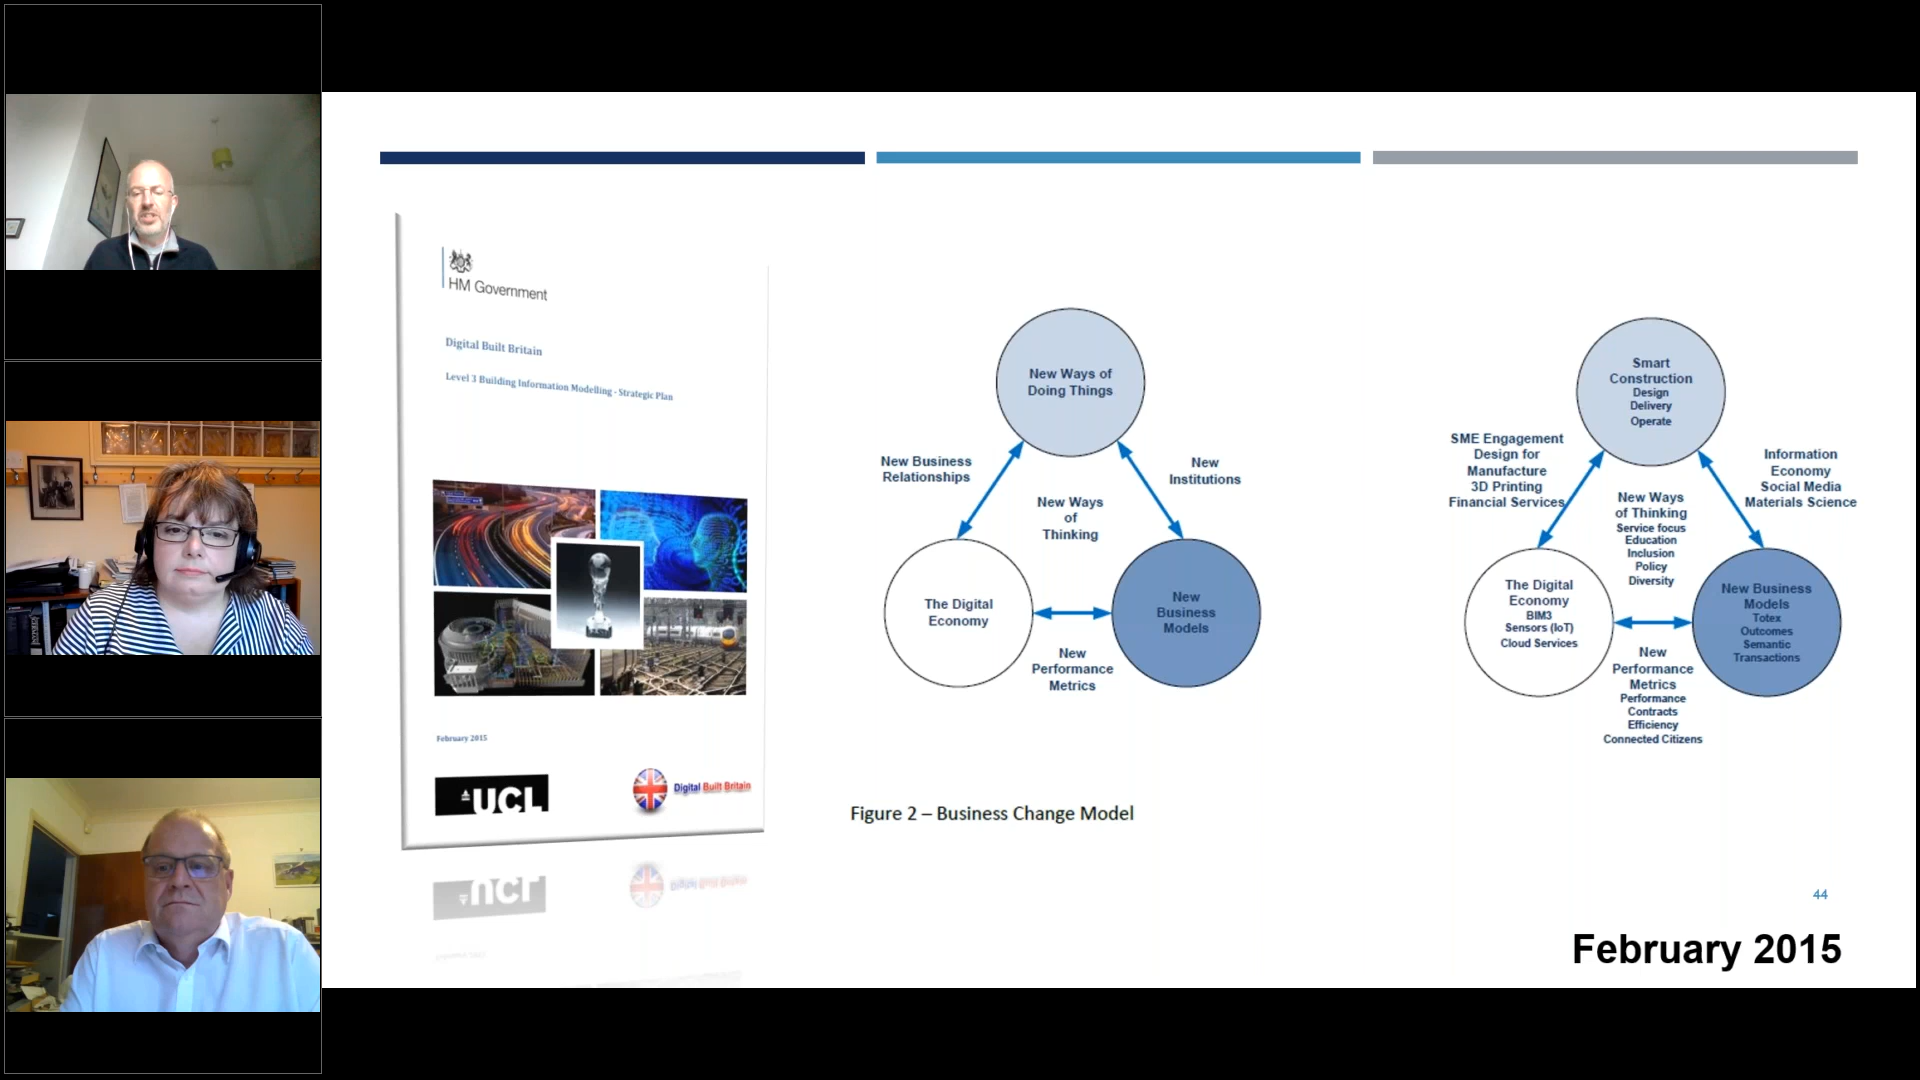 HM Government
Digital Built Britain
Level 3 Building Information Modelling - Strategic Plan
February 2015
UCL
Digital Built Britain
New Ways of
Doing Things
New Business
Relationships
New
Institutions
New Ways
of
Thinking
The Digital
Economy
New
Business
Models
New
Performance
Metrics
Figure 2 – Business Change Model
Smart
Construction
Design
Delivery
Operate
SME Engagement
Design for
Manufacture
3D Printing
Financial Services
Information
Economy
Social Media
Materials Science
New Ways
of Thinking
Service focus
Education
Inclusion
Policy
Diversity
The Digital
Economy
BIM3
Sensors (IoT)
Cloud Services
New Business
Models
Totex
Outcomes
Semantic
Transactions
New
Performance
Metrics
Performance
Contracts
Efficiency
Connected Citizens
44
February 2015